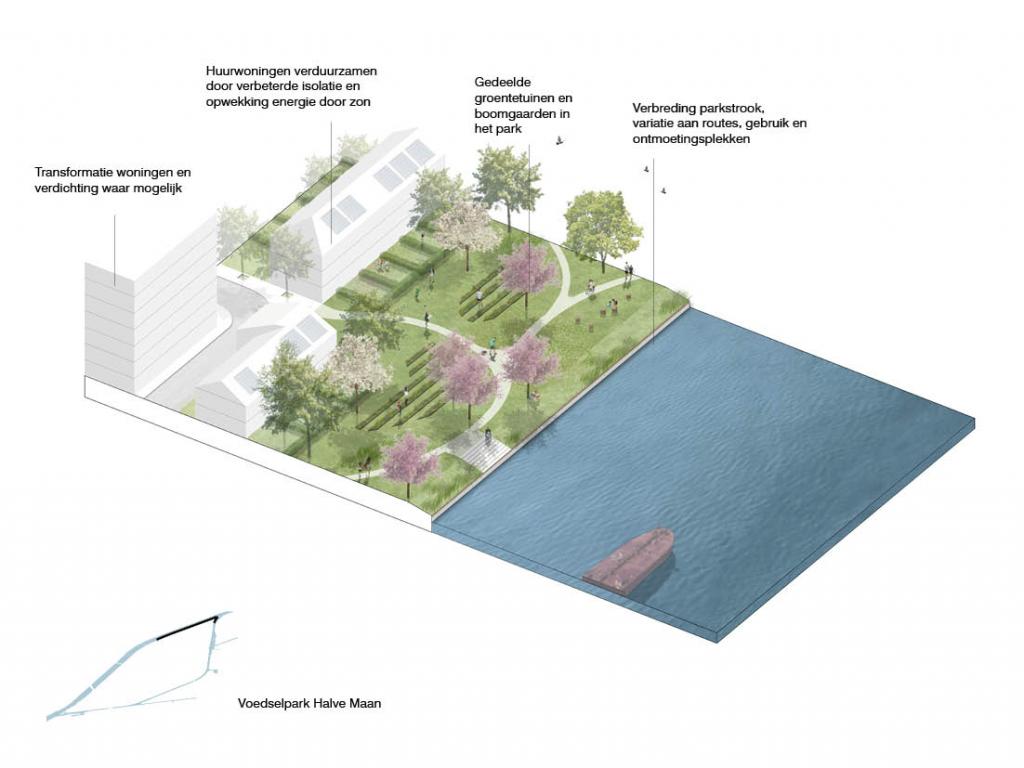 Huurwoningen verduurzamen
door verbeterde isolatie en
opwekking energie door zon
Gedeelde
groentetuinen en
boomgaarden in
het park
Verbreding parkstrook,
variatie aan routes, gebruik en
ontmoetingsplekken
Transformatie woningen en
verdichting waar mogelijk
Voedselpark Halve Maan